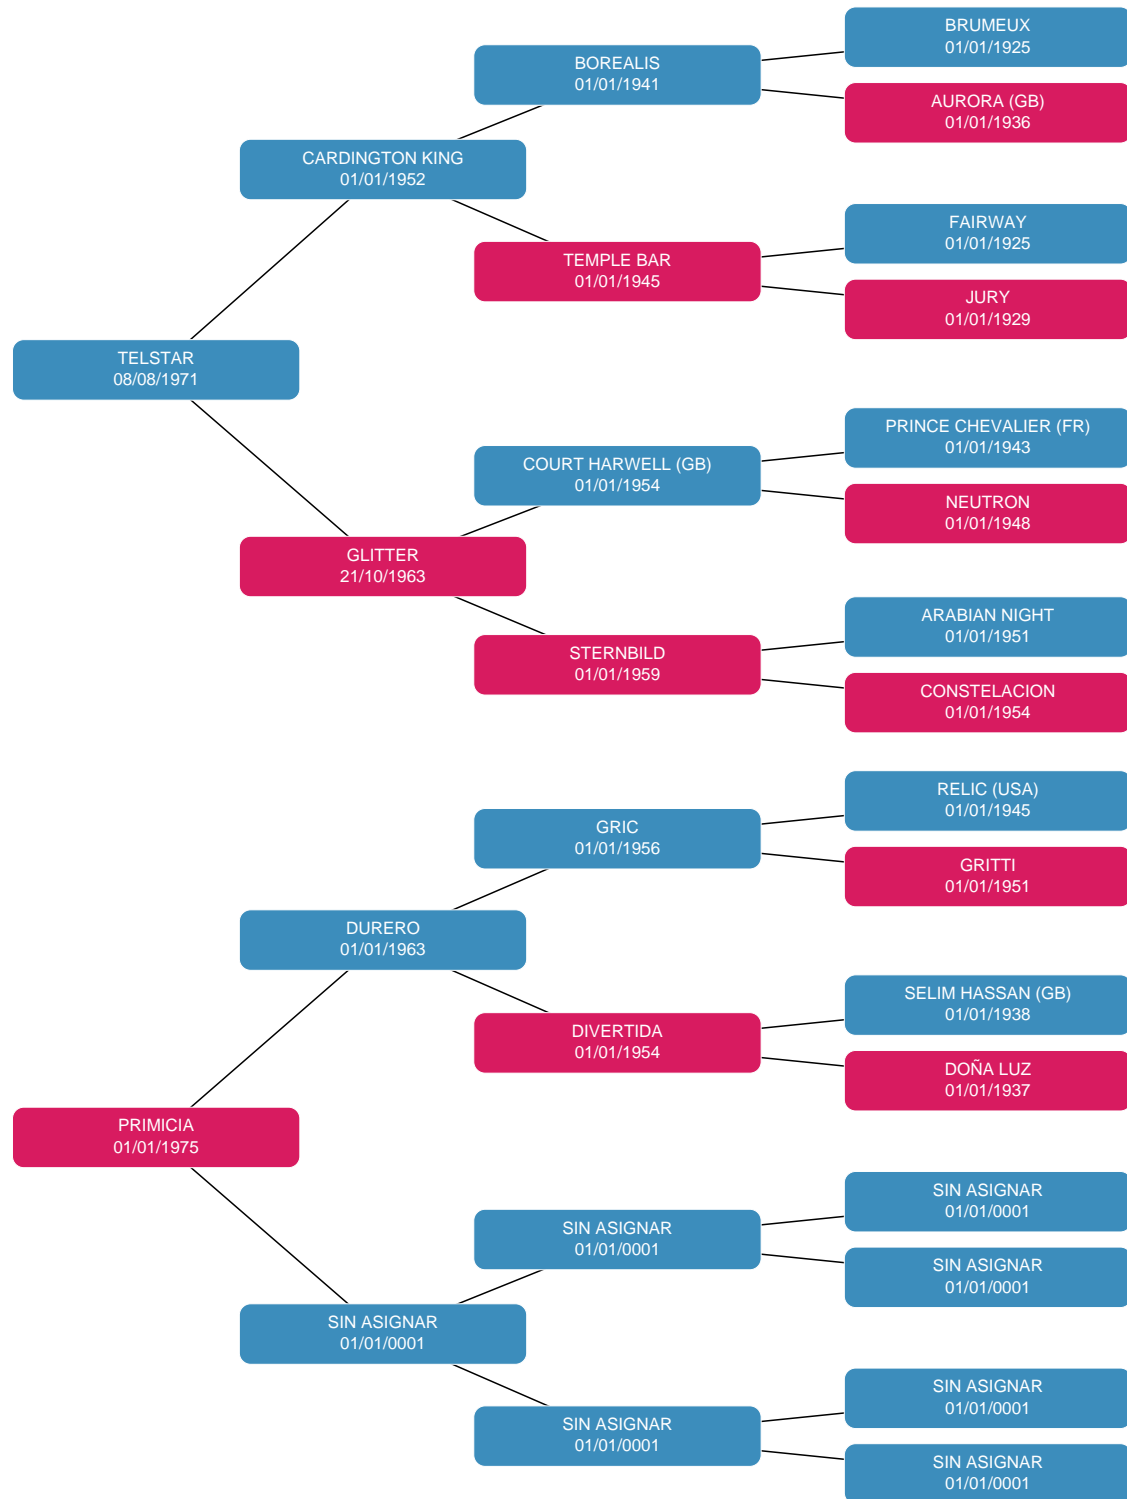 BRUMEUX
01/01/1925
BOREALIS
01/01/1941
AURORA (GB)
01/01/1936
CARDINGTON KING
01/01/1952
FAIRWAY
01/01/1925
TEMPLE BAR
01/01/1945
JURY
01/01/1929
TELSTAR
08/08/1971
PRINCE CHEVALIER (FR)
01/01/1943
COURT HARWELL (GB)
01/01/1954
NEUTRON
01/01/1948
GLITTER
21/10/1963
ARABIAN NIGHT
01/01/1951
STERNBILD
01/01/1959
CONSTELACION
01/01/1954
RELIC (USA)
01/01/1945
GRIC
01/01/1956
GRITTI
01/01/1951
DURERO
01/01/1963
SELIM HASSAN (GB)
01/01/1938
DIVERTIDA
01/01/1954
DOÑA LUZ
01/01/1937
PRIMICIA
01/01/1975
SIN ASIGNAR
01/01/0001
SIN ASIGNAR
01/01/0001
SIN ASIGNAR
01/01/0001
SIN ASIGNAR
01/01/0001
SIN ASIGNAR
01/01/0001
SIN ASIGNAR
01/01/0001
SIN ASIGNAR
01/01/0001